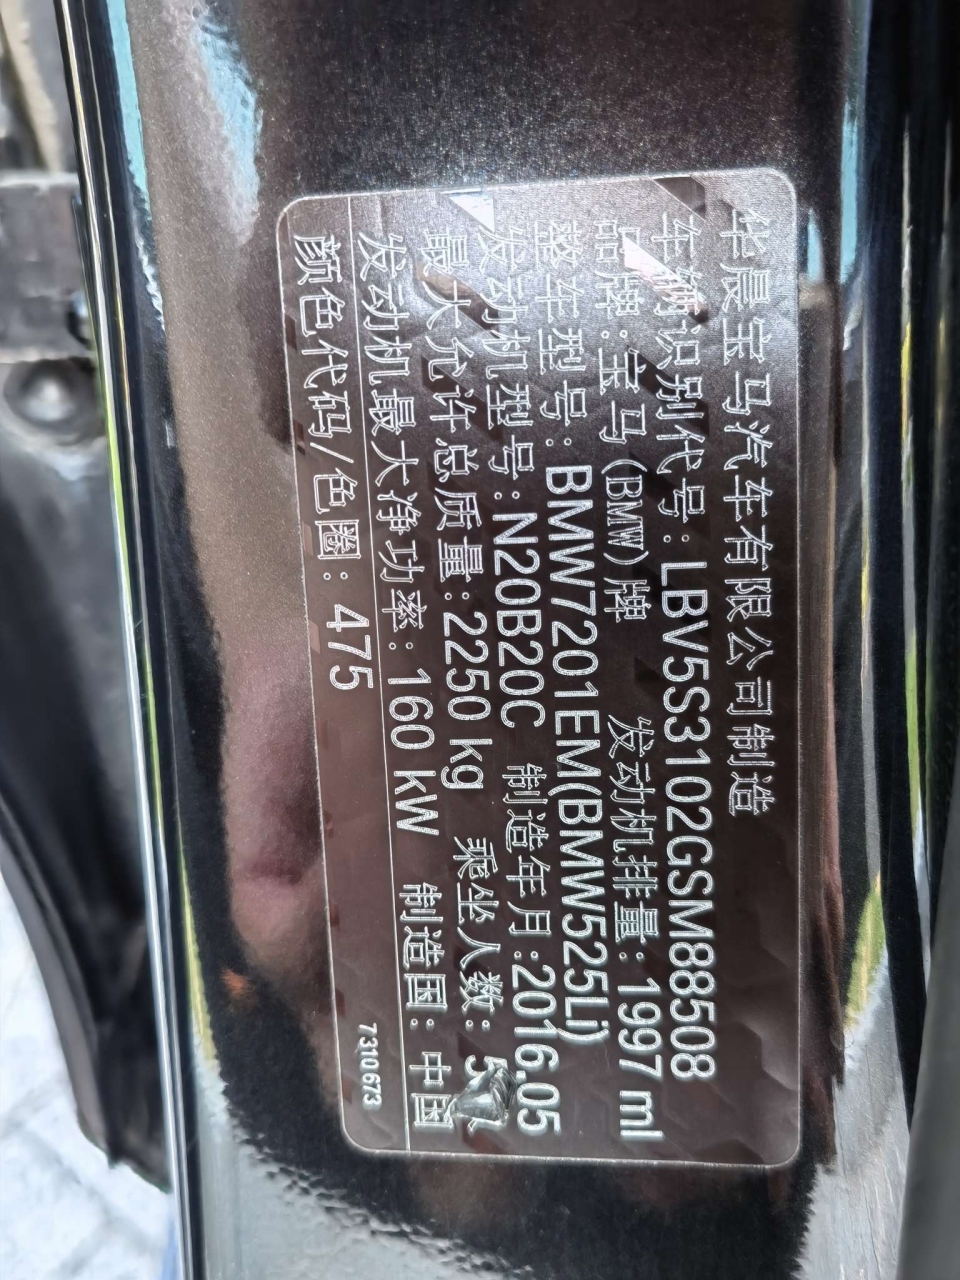 华晨宝马汽车有限公司制造
车辆识别代号:LBV5S3102GSM88508
品牌:宝马(BMW)牌 发动机排量:1997 ml
整车型号:BMW7201EM(BMW525Li)
发动机型号:N20B20C 制造年月:2016.05
最大允许总质量:2250 kg 乘坐人数:5
发动机最大净功率:160 kW 制造国:中国
颜色代码/色圈:475
7310673